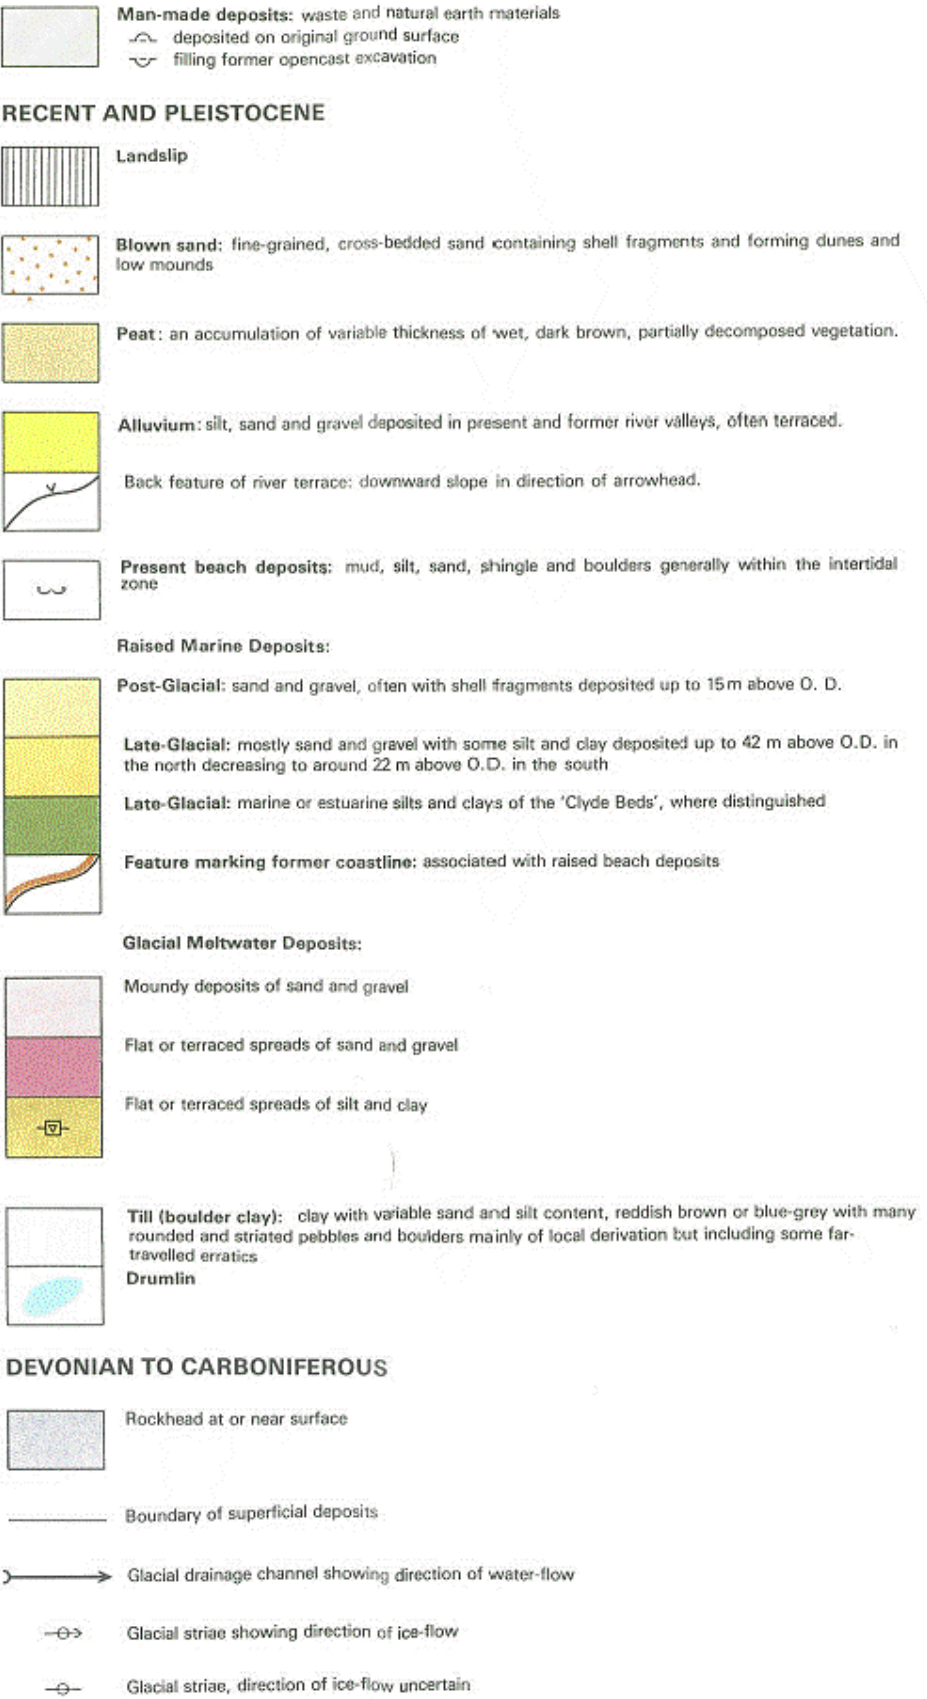 Man-made deposits: waste and natural earth materials
deposited on original ground surface
filling former opencast excavation
RECENT AND PLEISTOCENE
Landslip
Blown sand: fine-grained, cross-bedded sand containing shell fragments and forming dunes and
low mounds
Peat: an accumulation of variable thickness of wet, dark brown, partially decomposed vegetation.
Alluvium: silt, sand and gravel deposited in present and former river valleys, often terraced.
Back feature of river terrace: downward slope in direction of arrowhead.
Present beach deposits: mud, silt, sand, shingle and boulders generally within the intertidal
zone
Raised Marine Deposits:
Post-Glacial: sand and gravel, often with shell fragments deposited up to 15m above O. D.
Late-Glacial: mostly sand and gravel with some silt and clay deposited up to 42 m above O.D. in
the north decreasing to around 22 m above O.D. in the south
Late-Glacial: marine or estuarine silts and clays of the 'Clyde Beds', where distinguished
Feature marking former coastline: associated with raised beach deposits
Glacial Meltwater Deposits:
Moundy deposits of sand and gravel
Flat or terraced spreads of sand and gravel
Flat or terraced spreads of silt and clay
Till (boulder clay): clay with variable sand and silt content, reddish brown or blue-grey with many
rounded and striated pebbles and boulders mainly of local derivation but including some far-
travelled erratics
Drumlin
DEVONIAN TO CARBONIFEROUS
Rockhead at or near surface
Boundary of superficial deposits
Glacial drainage channel showing direction of water-flow
Glacial striae showing direction of ice-flow
Glacial striae, direction of ice-flow uncertain